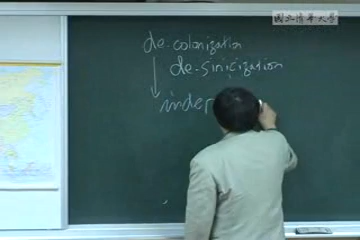 國立清華大學
de-colonization
de-sinicization
inder